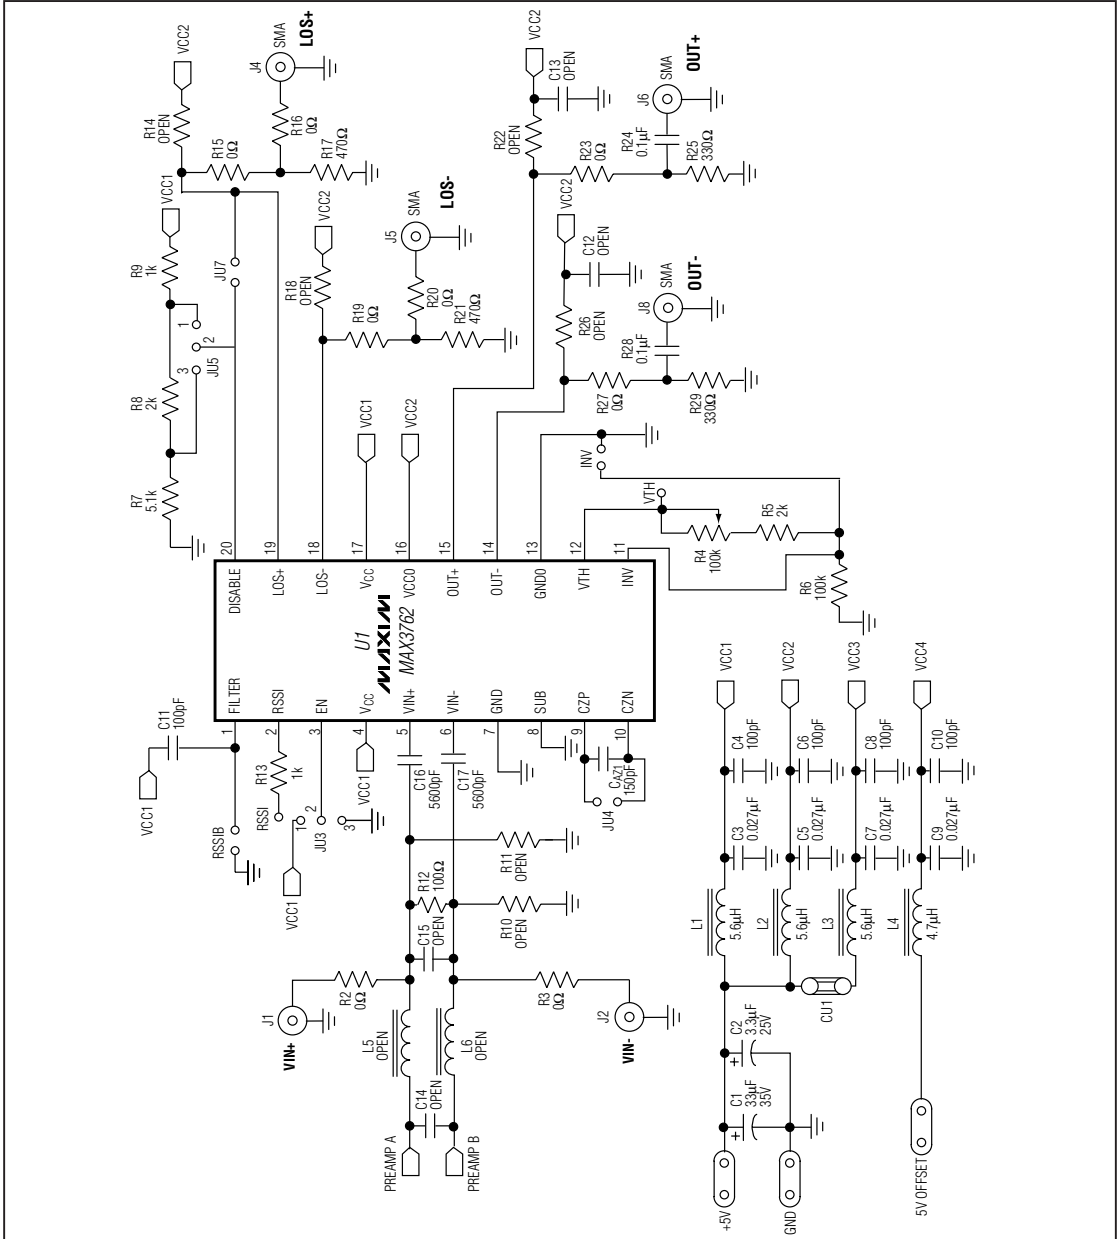 VCC2
J4
SMA
LOS+
R14
OPEN
R15
0Ω
R16
0Ω
R17
470Ω
VCC1
R9
1k
JU7
R8
2k
1
2
3
JU5
R7
5.1k
VCC2
R18
OPEN
J5
SMA
LOS-
R19
0Ω
R20
0Ω
R21
470Ω
VCC2
C13
OPEN
R22
OPEN
J6
SMA
OUT+
R23
0Ω
R24
0.1µF
R25
330Ω
VCC2
C12
OPEN
R26
OPEN
J8
SMA
OUT-
R27
0Ω
R28
0.1µF
R29
330Ω
VCC1
VCC2
INV
VTH
R4
100k
R5
2k
R6
100k
20
19
18
17
16
15
14
13
12
11
DISABLE
LOS+
LOS-
VCC
VCCO
OUT+
OUT-
GNDO
VTH
INV
U1
MAXIM
MAX3762
FILTER
RSSI
EN
VCC
VIN+
VIN-
GND
SUB
CZP
CZN
1
2
3
4
5
6
7
8
9
10
C11
100pF
VCC1
RSSIB
R13
1k
RSSI
VCC1
1
2
3
JU3
VCC1
C16
5600pF
C17
5600pF
CAZ1
150pF
JU4
R11
OPEN
R12
100Ω
R10
OPEN
C15
OPEN
J1
VIN+
R2
0Ω
R3
0Ω
J2
VIN-
L5
OPEN
L6
OPEN
C14
OPEN
PREAMP A
PREAMP B
VCC1
VCC2
VCC3
VCC4
C4
100pF
C6
100pF
C8
100pF
C10
100pF
C3
0.027µF
C5
0.027µF
C7
0.027µF
C9
0.027µF
L1
5.6µH
L2
5.6µH
L3
5.6µH
L4
4.7µH
CU1
C2
3.3µF
25V
+
C1
33µF
35V
+
+5V
GND
5V OFFSET